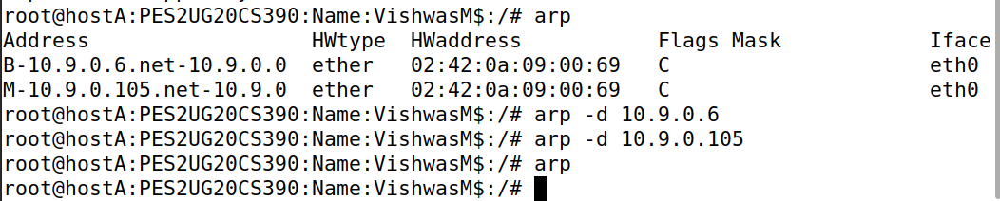 root@hostA:PES2UG20CS390:Name:VishwasM$:/# arp
Address                  HWtype  HWaddress           Flags Mask            Iface
B-10.9.0.6.net-10.9.0.0  ether   02:42:0a:09:00:69   C                     eth0
M-10.9.0.105.net-10.9.0  ether   02:42:0a:09:00:69   C                     eth0
root@hostA:PES2UG20CS390:Name:VishwasM$:/# arp -d 10.9.0.6
root@hostA:PES2UG20CS390:Name:VishwasM$:/# arp -d 10.9.0.105
root@hostA:PES2UG20CS390:Name:VishwasM$:/# arp
root@hostA:PES2UG20CS390:Name:VishwasM$:/#